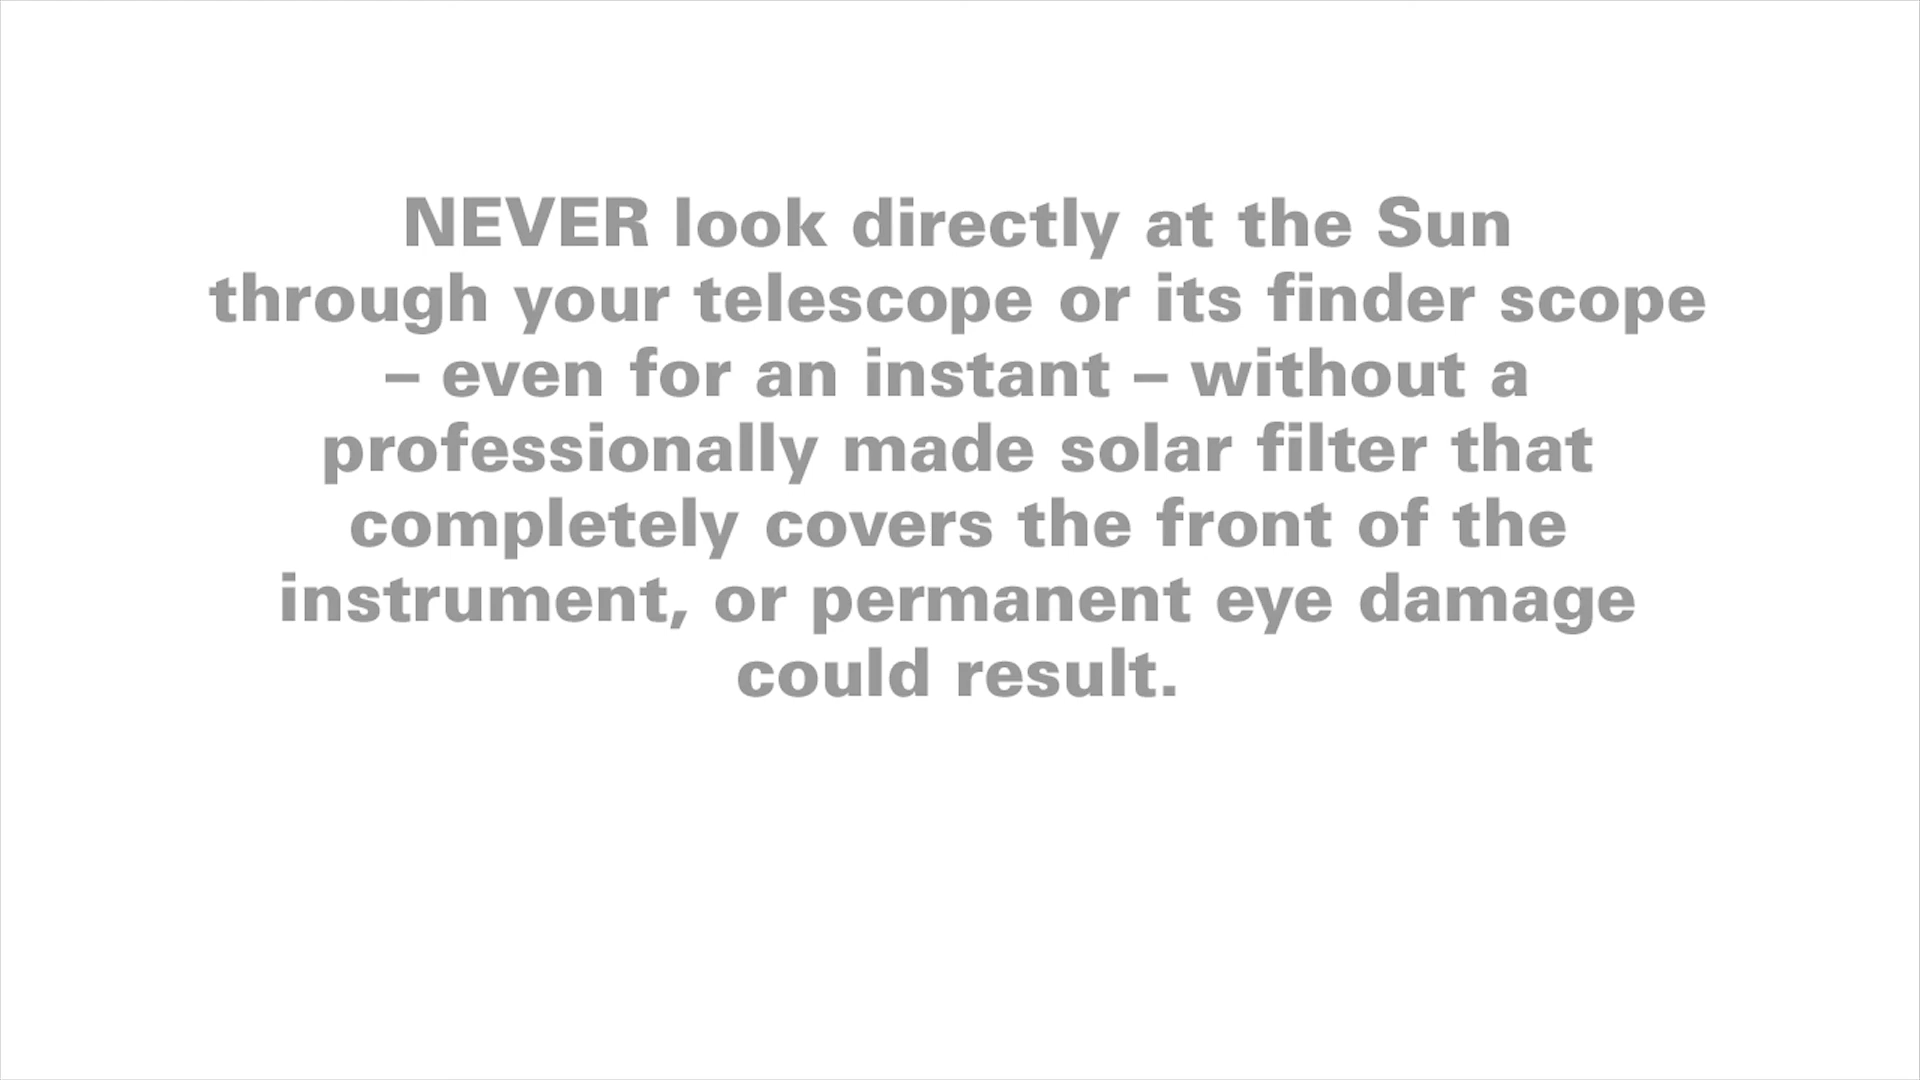 NEVER look directly at the Sun
through your telescope or its finder scope
– even for an instant – without a
professionally made solar filter that
completely covers the front of the
instrument, or permanent eye damage
could result.